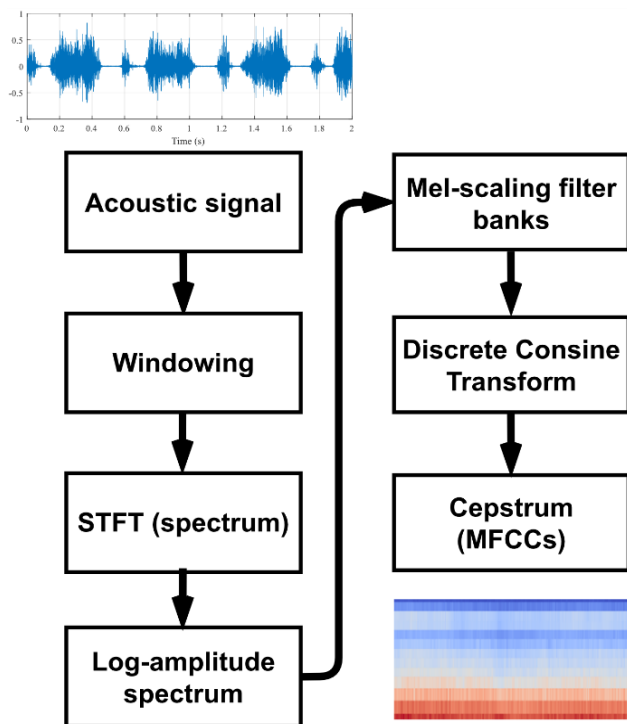 1
0.5
0
-0.5
-1
0 0.2 0.4 0.6 0.8 1 1.2 1.4 1.6 1.8 2
Time (s)
Acoustic signal
Windowing
STFT (spectrum)
Log-amplitude
spectrum
Mel-scaling filter
banks
Discrete Consine
Transform
Cepstrum
(MFCCs)